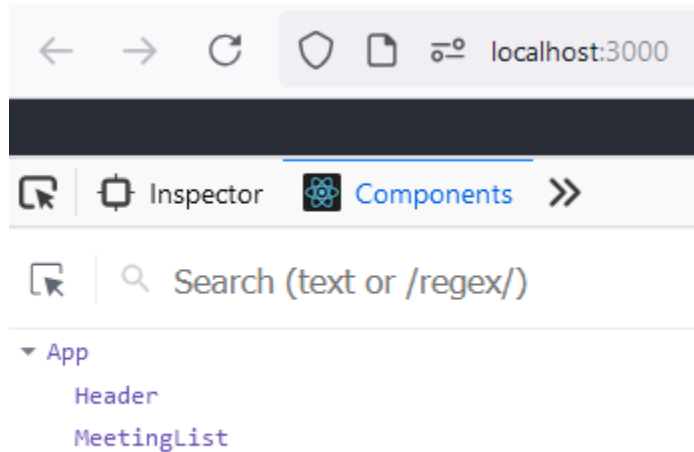 localhost:3000
Inspector Components
Search (text or /regex/)
App
Header
MeetingList